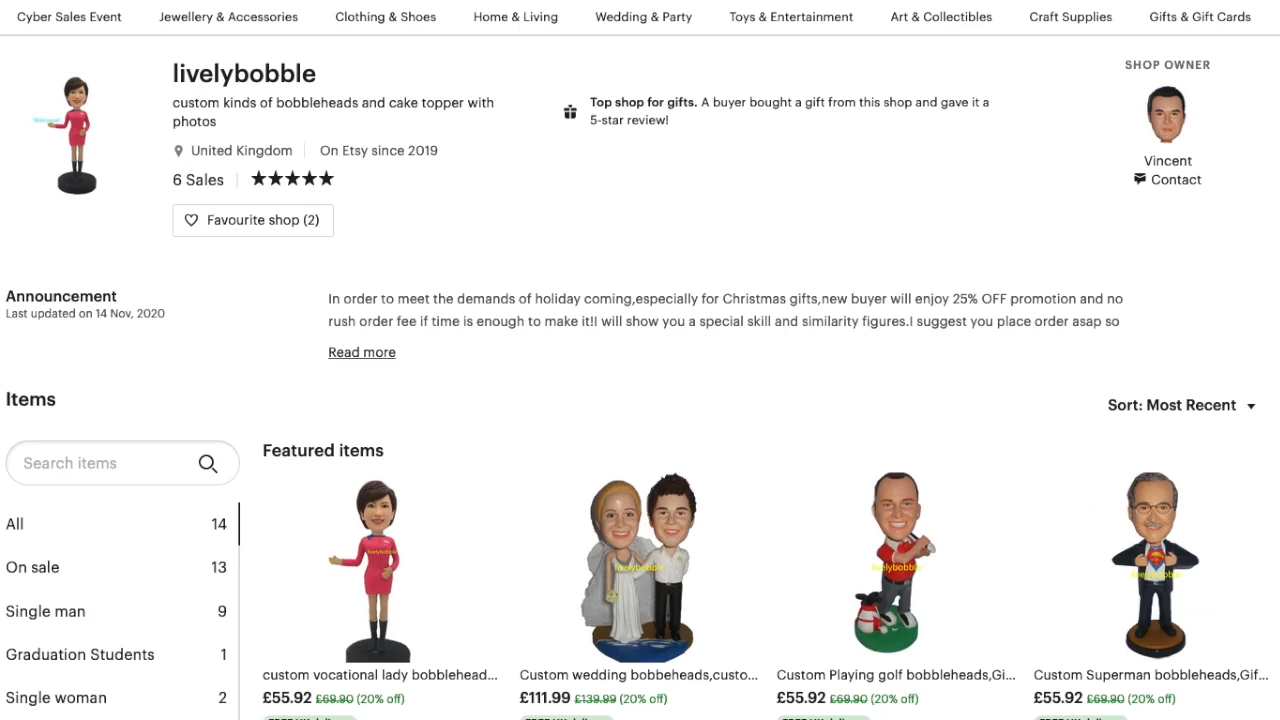 Cyber Sales Event Jewellery & Accessories Clothing & Shoes Home & Living Wedding & Party Toys & Entertainment Art & Collectibles Craft Supplies Gifts & Gift Cards
livelybobble
custom kinds of bobbleheads and cake topper with
photos
United Kingdom On Etsy since 2019
6 Sales
Favourite shop (2)
Welcome!
Top shop for gifts. A buyer bought a gift from this shop and gave it a
5-star review!
SHOP OWNER
Vincent
Contact
Announcement
Last updated on 14 Nov, 2020
In order to meet the demands of holiday coming,especially for Christmas gifts,new buyer will enjoy 25% OFF promotion and no
rush order fee if time is enough to make it!I will show you a special skill and similarity figures.I suggest you place order asap so
Read more
Items
Sort: Most Recent
Search items
All 14
On sale 13
Single man 9
Graduation Students 1
Single woman 2
Featured items
livelybobble
livelybobble
livelybobble
livelybobble
custom vocational lady bobblehead...
£55.92 £69.90 (20% off)
Custom wedding bobbeheads,custo...
£111.99 £139.99 (20% off)
Custom Playing golf bobbleheads,Gi...
£55.92 £69.90 (20% off)
Custom Superman bobbleheads,Gif...
£55.92 £69.90 (20% off)